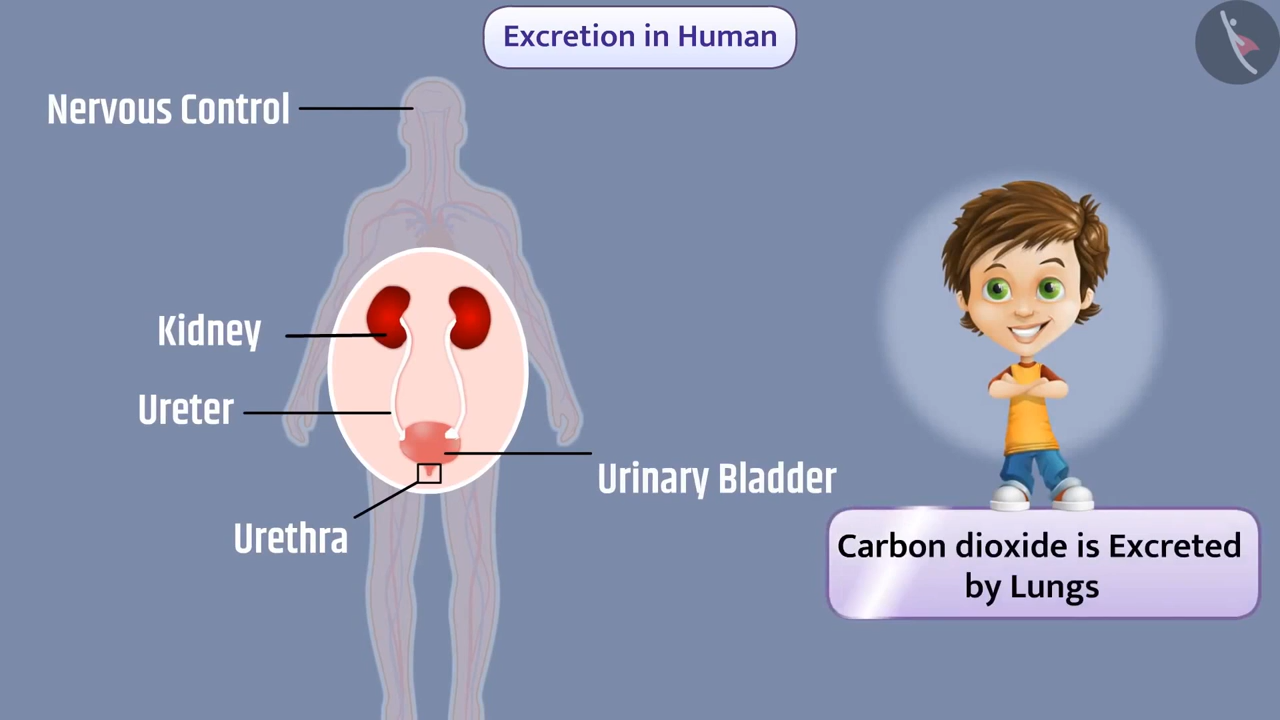 Excretion in Human
Nervous Control
Kidney
Ureter
Urinary Bladder
Urethra
Carbon dioxide is Excreted
by Lungs